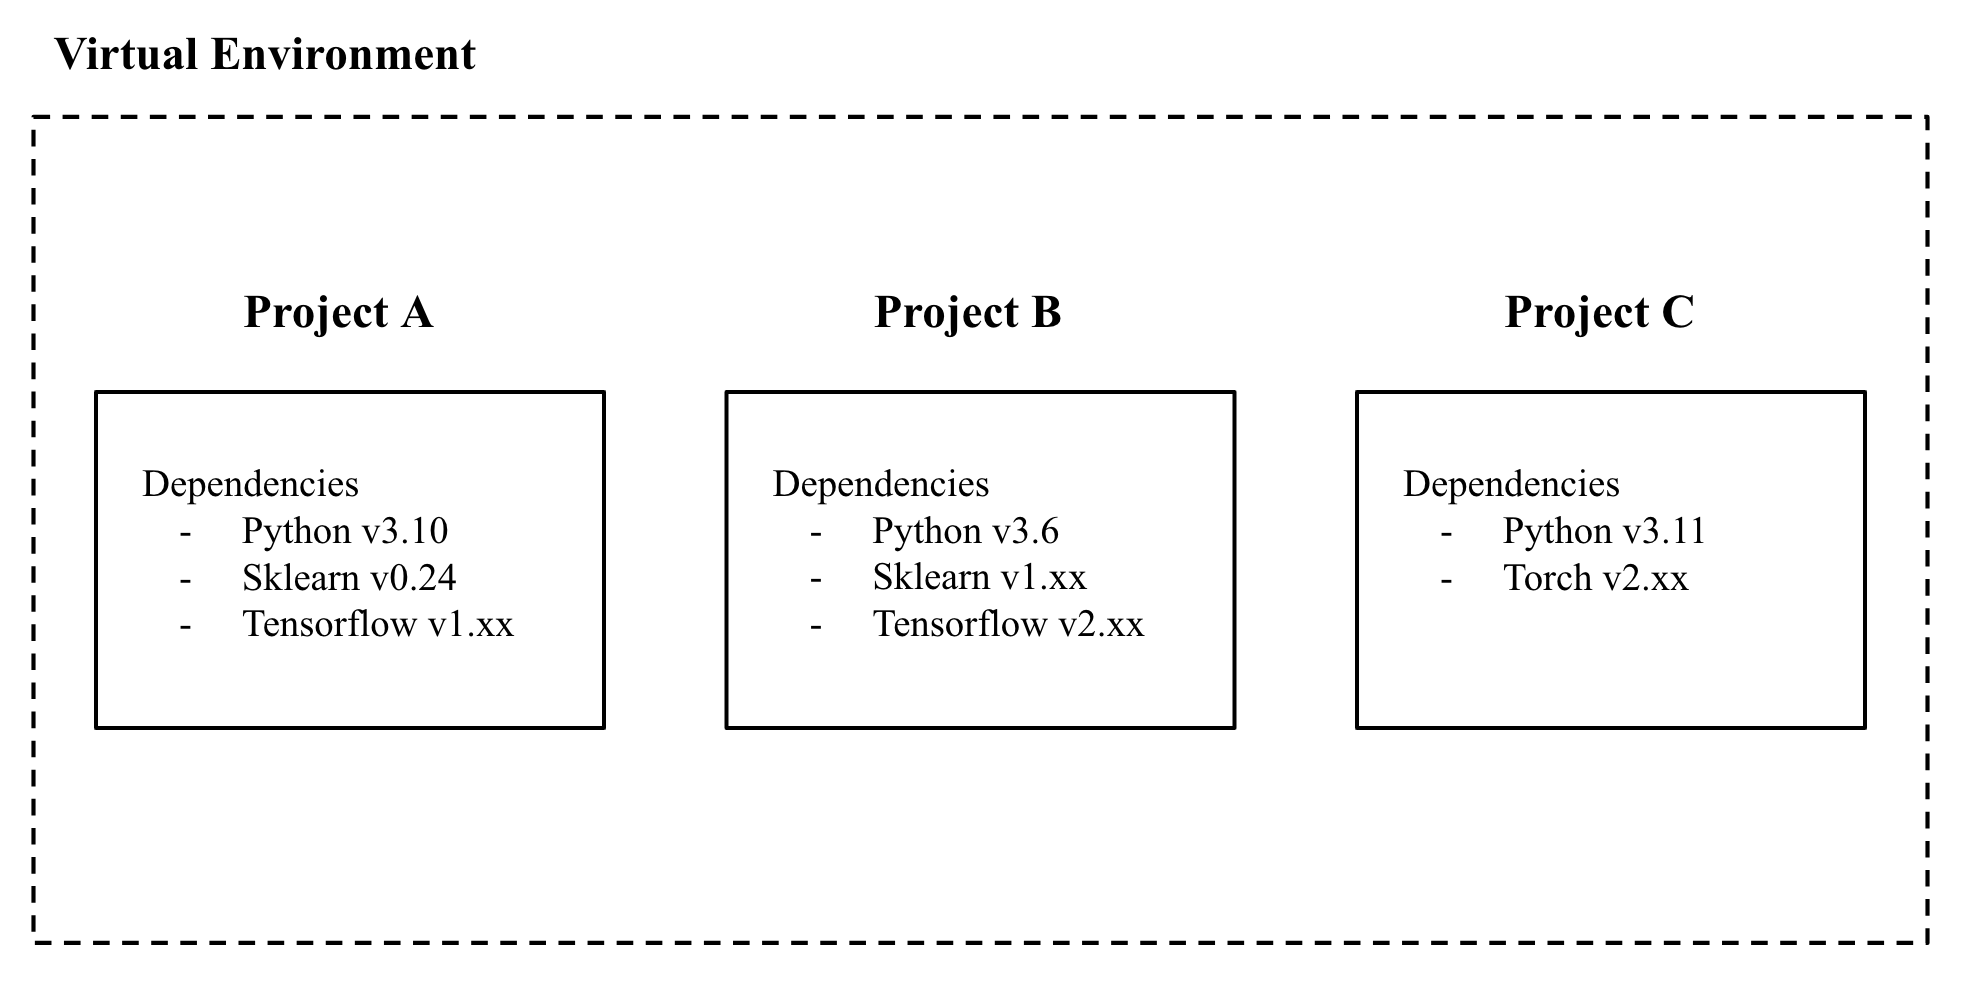 Virtual Environment
Project A
Dependencies
- Python v3.10
- Sklearn v0.24
- Tensorflow v1.xx
Project B
Dependencies
- Python v3.6
- Sklearn v1.xx
- Tensorflow v2.xx
Project C
Dependencies
- Python v3.11
- Torch v2.xx